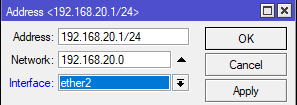 Address <192.168.20.1/24>
Address: 192.168.20.1/24 OK
Network: 192.168.20.0 Cancel
Interface: ether2 Apply